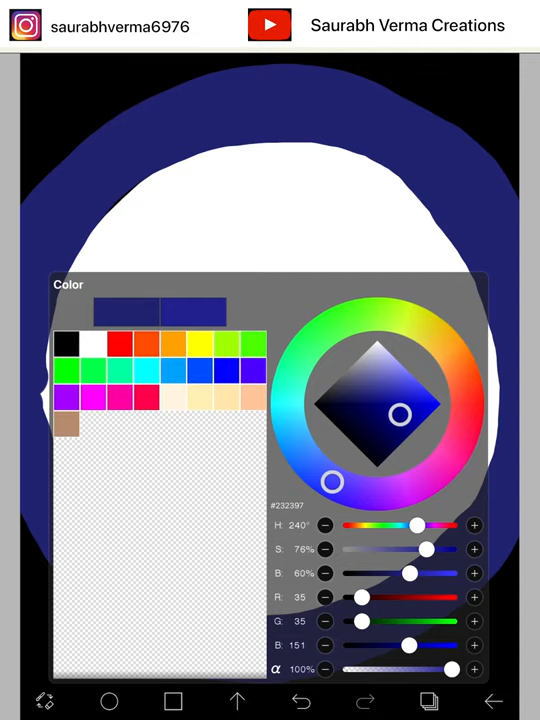 saurabhverma6976
Saurabh Verma Creations
Color
#232397
H: 240°
S: 76%
B: 60%
R: 35
G: 35
B: 151
α 100%